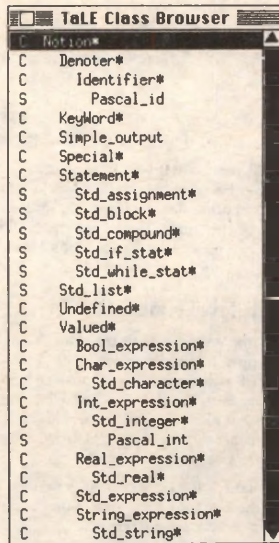 TaLE Class Browser
C Notion*
C Denoter*
C Identifier*
S Pascal_id
C KeyWord*
C Simple_output
C Special*
C Statement*
S Std_assignment*
S Std_block*
S Std_compound*
S Std_if_stat*
S Std_while_stat*
S Std_list*
C Undefined*
C Valued*
C Bool_expression*
C Char_expression*
C Std_character*
C Int_expression*
C Std_integer*
S Pascal_int
C Real_expression*
C Std_real*
C Std_expression*
C String_expression*
C Std_string*